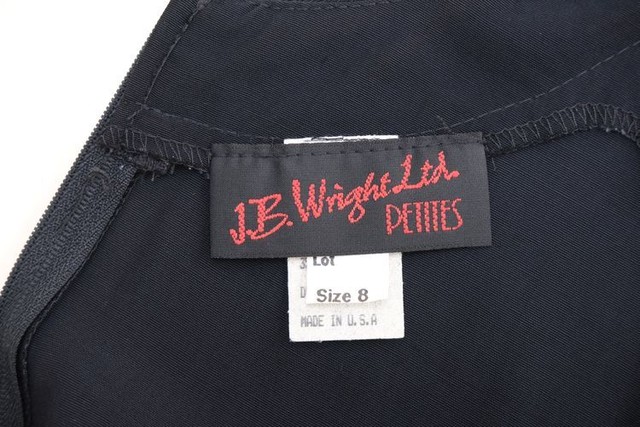 J.B. Wright Ltd.
PETITES
Lot
Size 8
MADE IN U.S.A